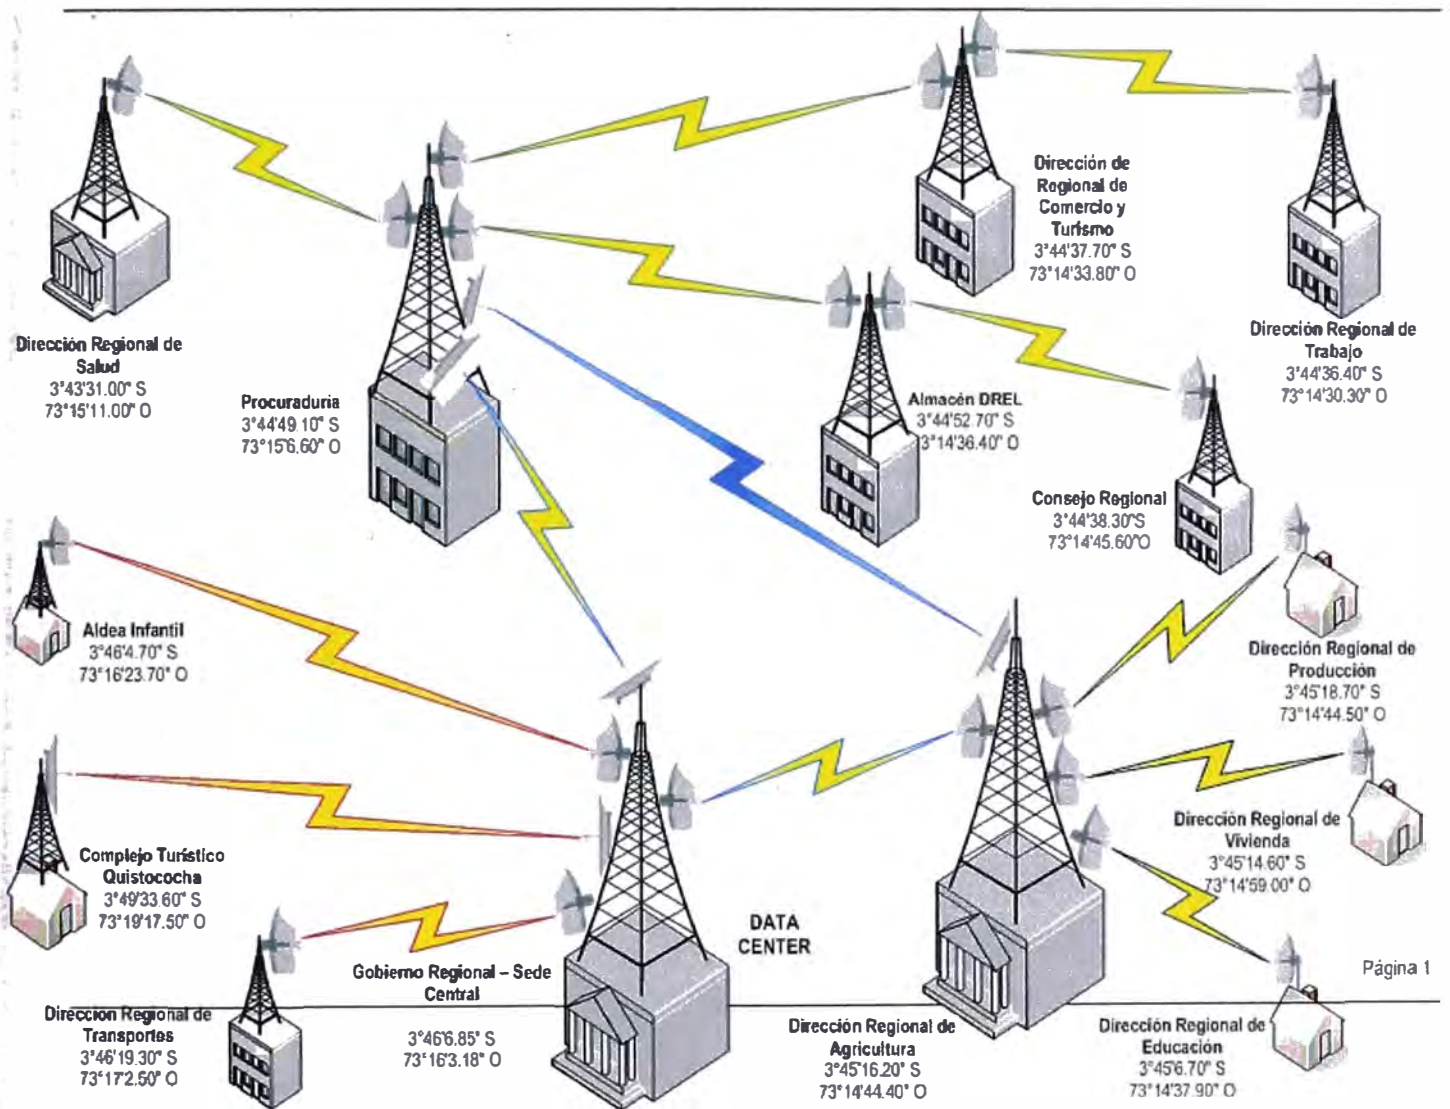 Dirección de
Regional de
Comercio y
Turismo
3°44'37.70" S
73°14'33.80" O
Dirección Regional de
Salud
3°43'31.00" S
73°15'11.00" O
Dirección Regional de
Trabajo
3°44'36.40" S
73°14'30.30" O
Procuraduria
3°44'49.10" S
73°15'6.60" O
Almacén DREL
3°44'52.70" S
73°14'36.40" O
Consejo Regional
3°44'38.30"S
73°14'45.60"O
Aldea Infantil
3°46'4.70" S
73°16'23.70" O
Dirección Regional de
Producción
3°45'18.70" S
73°14'44.50" O
Complejo Turístico
Quistococha
3°49'33.60" S
73°19'17.50" O
Dirección Regional de
Vivienda
3°45'14.60" S
73°14'59.00" O
DATA
CENTER
Página 1
Gobierno Regional – Sede
Central
3°46'6.85" S
73°16'3.18" O
Dirección Regional de
Transportes
3°46'19.30" S
73°17'2.50" O
Dirección Regional de
Agricultura
3°45'16.20" S
73°14'44.40" O
Dirección Regional de
Educación
3°45'6.70" S
73°14'37.90" O